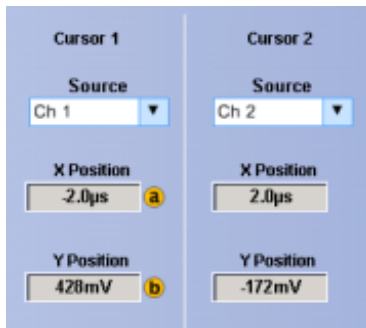 Cursor 1 Cursor 2
Source Source
Ch 1 Ch 2
X Position X Position
-2.0µs a 2.0µs
Y Position Y Position
428mV b -172mV